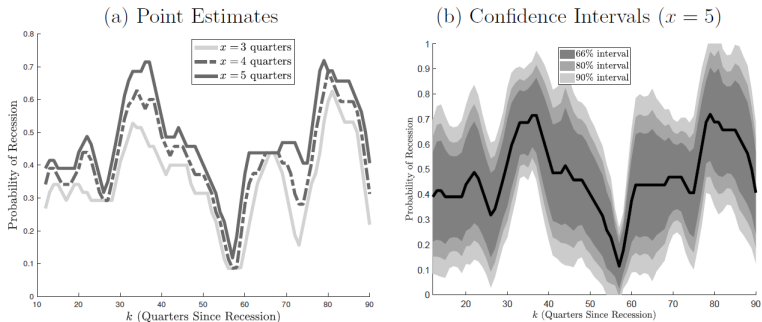 (a) Point Estimates
0.8
0.7
0.6
0.5
0.4
0.3
0.2
0.1
0
Probability of Recession
x = 3 quarters
x = 4 quarters
x = 5 quarters
10 20 30 40 50 60 70 80 90
k (Quarters Since Recession)
(b) Confidence Intervals (x = 5)
1
0.9
0.8
0.7
0.6
0.5
0.4
0.3
0.2
0.1
0
Probability of Recession
66% interval
80% interval
90% interval
20 30 40 50 60 70 80 90
k (Quarters Since Recession)